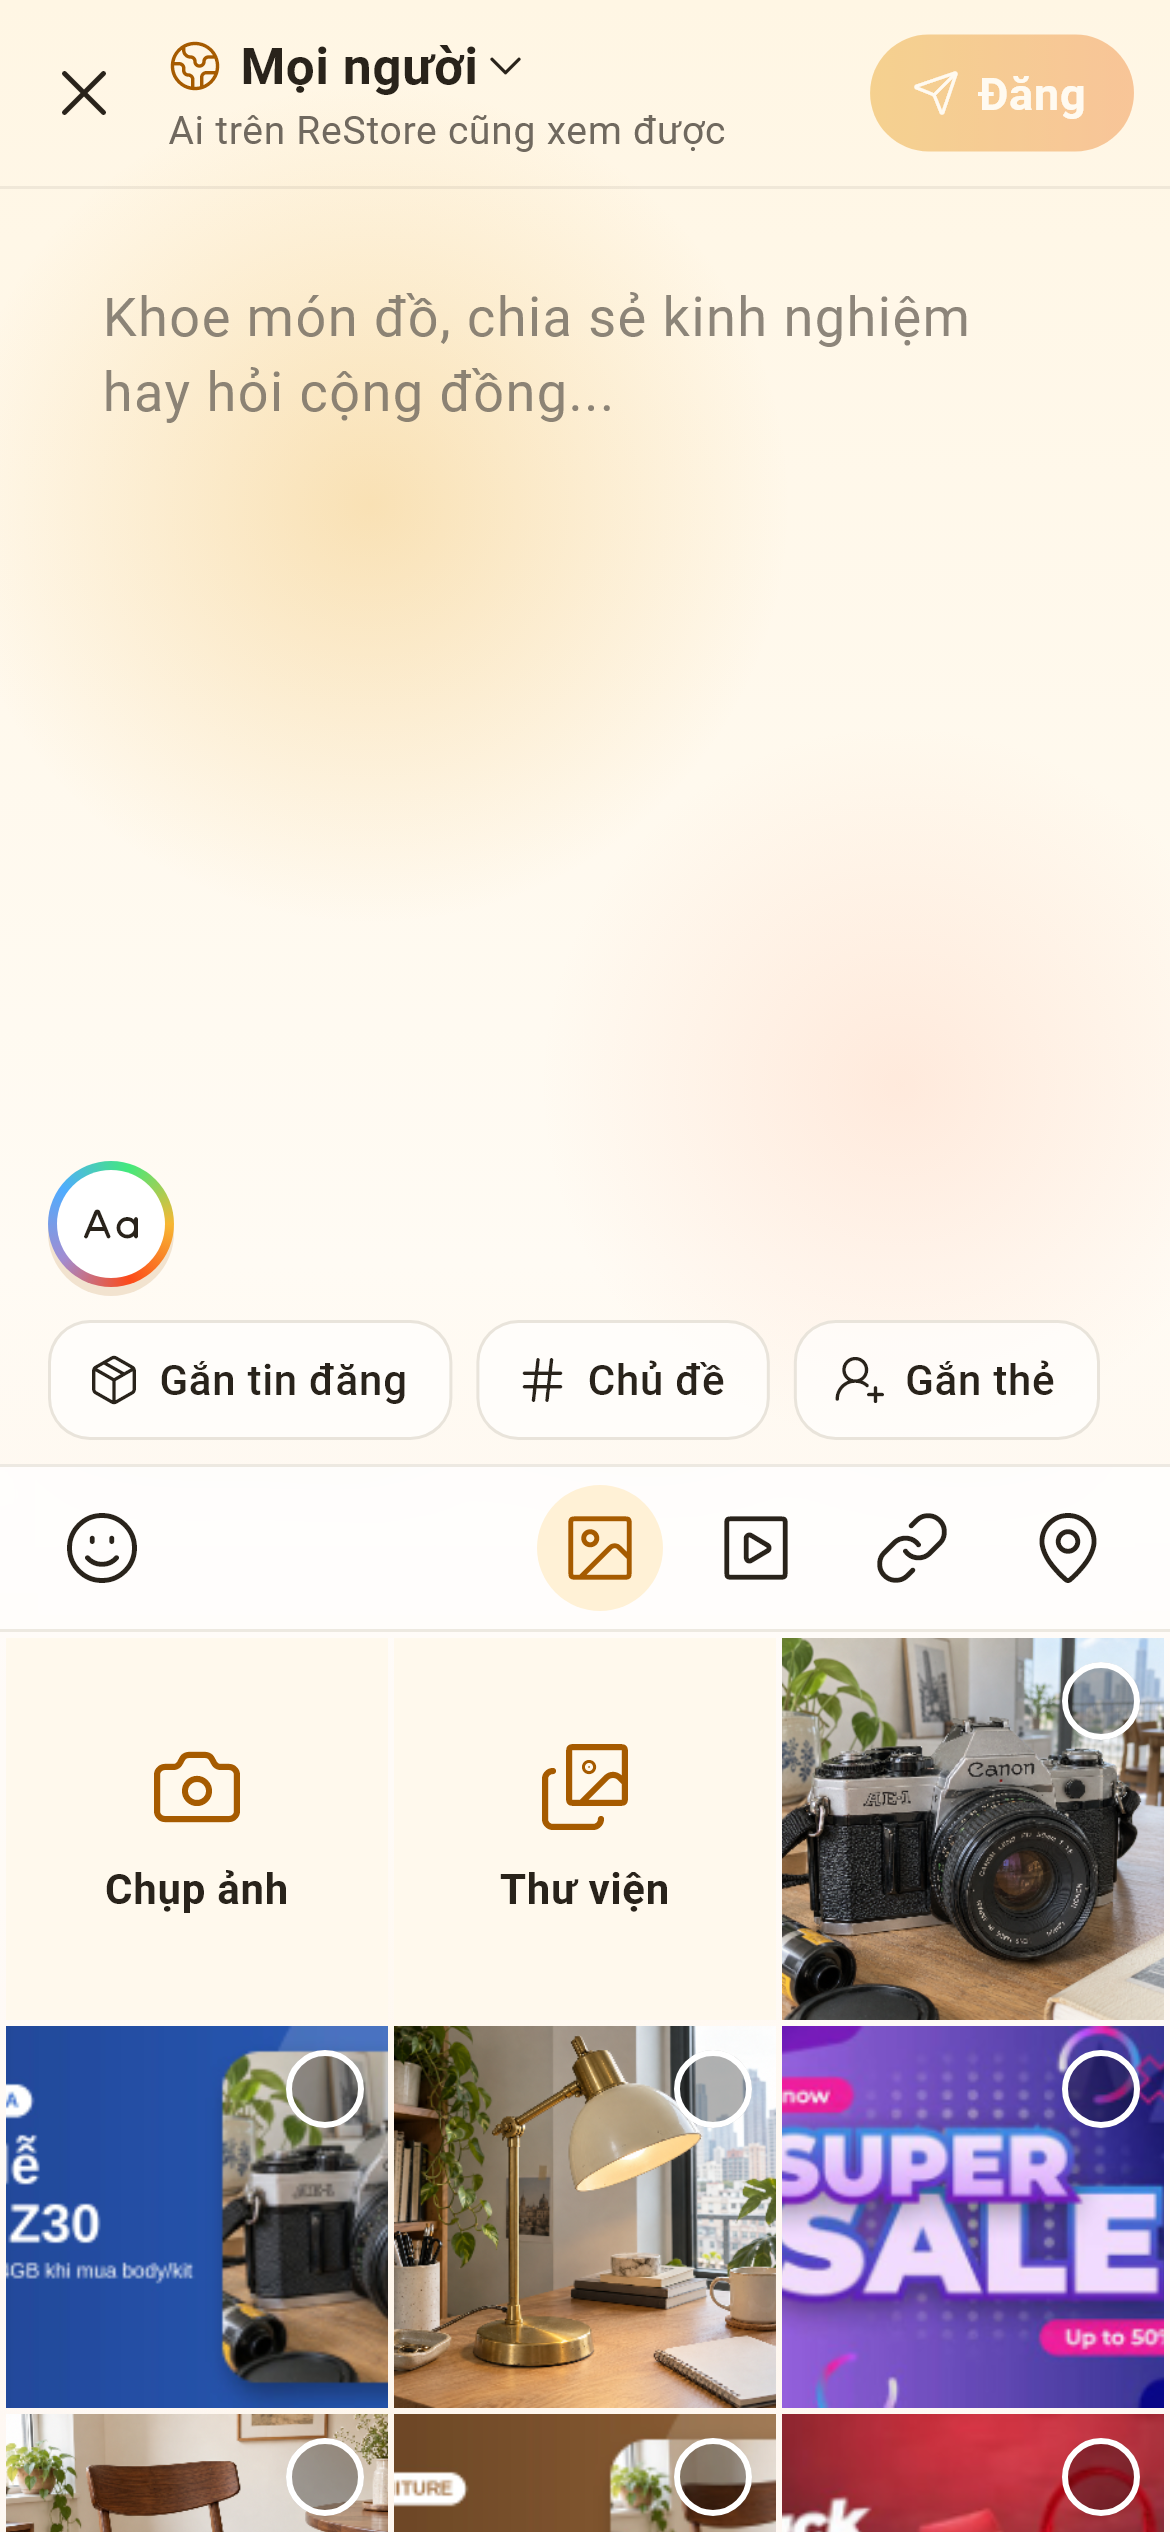 Mọi người
Đăng
Ai trên ReStore cũng xem được
Khoe món đồ, chia sẻ kinh nghiệm
hay hỏi cộng đồng...
Aa
Gắn tin đăng
Chủ đề
Gắn thẻ
Chụp ảnh
Thư viện
Canon
AE-1
A
ễ
Z30
GB khi mua body/kit
now
SUPER
SALE
Up to 50
ITURE
ck